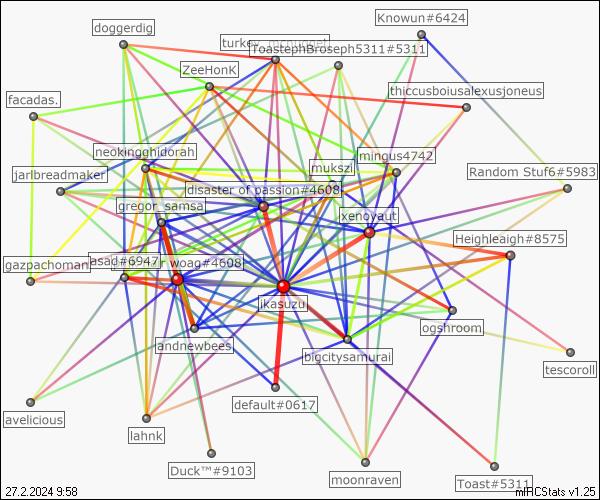 Knowun#6424
doggerdig
turkey_mcnugget
ToastephBroseph5311#5311
ZeeHonK
thiccusboiusalexusjoneus
facadas.
neokingghidorah
mingus4742
mukszi
jarlbreadmaker
Random Stuf6#5983
disaster of passion#4608
gregor_samsa
xenoyaut
Heighleaigh#8575
asad#6947
woag#4608
gazpachoman
jkasuzu
ogshroom
andnewbees
bigcitysamurai
tescoroll
default#0617
avelicious
lahnk
Duck™#9103
moonraven
Toast#5311
27.2.2024 9:58
mIRCStats v1.25